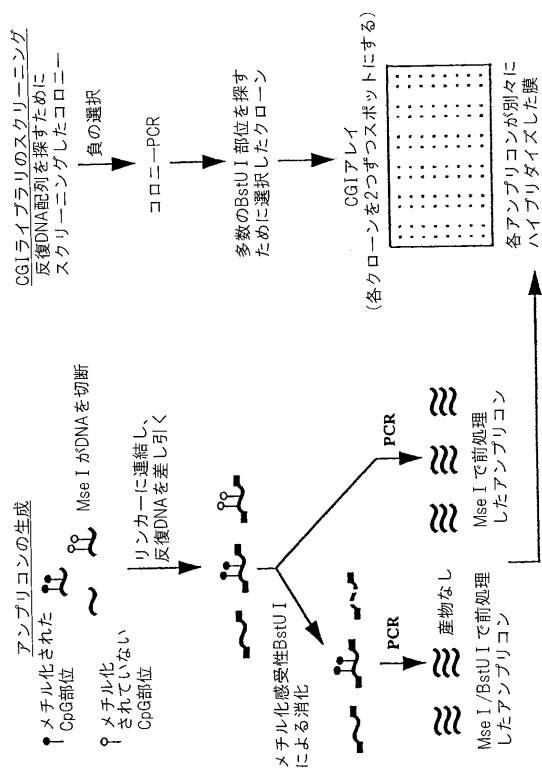 アンプリコンの生成
メチル化された
CpG部位
メチル化
されていない
CpG部位
Mse I がDNAを切断
リンカーに連結し、
反復DNAを差し引く
メチル化感受性BstU I
による消化
PCR
PCR
産物なし
Mse I/BstU I で前処理
したアンプリコン
Mse I で前処理
したアンプリコン
CGIライブラリのスクリーニング
反復DNA配列を探すために
スクリーニングしたコロニー
負の選択
コロニーPCR
多数のBstU I 部位を探す
ために選択したクローン
CGIアレイ
(各クローンを2つずつスポットにする)
各アンプリコンが別々に
ハイブリダイズした膜